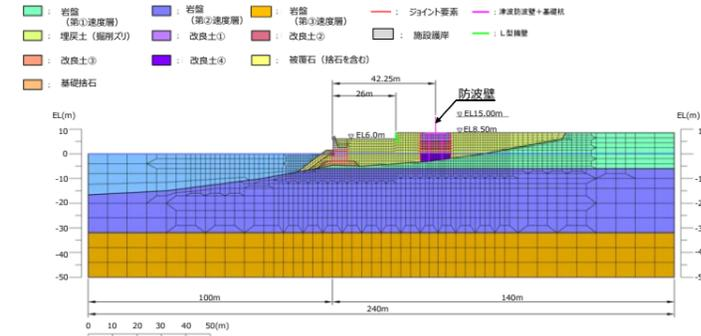 ： 岩盤（第①速度層） ： 岩盤（第②速度層） ： 岩盤（第③速度層） ： ジョイント要素 ： 津波防波壁＋基礎杭
： 埋戻土（掘削ズリ） ： 改良土① ： 改良土② ： 施設護岸 ： Ｌ型擁壁
： 改良土③ ： 改良土④ ： 被覆石（捨石を含む）
： 基礎捨石
42.25m
26m
防波壁
EL15.00m
EL(m) EL6.0m EL8.50m EL(m)
10 10
0 0
-10
-20
-30
-40
-50
100m 140m
240m
0 10 20 30 40 50(m)